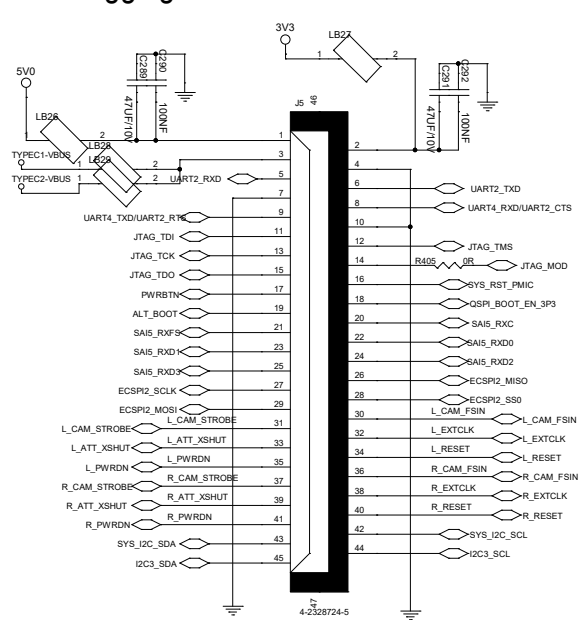 3V3
LB27
1
2
C290
C289
C292
C291
5V0
47UF/10V
100NF
47UF/10V
100NF
J5
46
LB26
1
2
1
2
LB28
TYPEC1-VBUS
1
2
3
4
LB29
TYPEC2-VBUS
1
2
UART2_RXD
5
6
UART2_TXD
7
8
UART4_RXD/UART2_CTS
UART4_TXD/UART2_RTS
9
10
JTAG_TDI
11
12
JTAG_TMS
JTAG_TCK
13
14
R405
0R
JTAG_MOD
JTAG_TDO
15
16
SYS_RST_PMIC
PWRBTN
17
18
QSPI_BOOT_EN_3P3
ALT_BOOT
19
20
SAI5_RXC
SAI5_RXFS
21
22
SAI5_RXD0
SAI5_RXD1
23
24
SAI5_RXD2
SAI5_RXD3
25
26
ECSPI2_MISO
ECSPI2_SCLK
27
28
ECSPI2_SS0
ECSPI2_MOSI
29
30
L_CAM_FSIN
L_CAM_FSIN
L_CAM_STROBE
L_CAM_STROBE
31
32
L_EXTCLK
L_EXTCLK
L_ATT_XSHUT
L_ATT_XSHUT
33
34
L_RESET
L_RESET
L_PWRDN
L_PWRDN
35
36
R_CAM_FSIN
R_CAM_FSIN
R_CAM_STROBE
R_CAM_STROBE
37
38
R_EXTCLK
R_EXTCLK
R_ATT_XSHUT
R_ATT_XSHUT
39
40
R_RESET
R_RESET
R_PWRDN
R_PWRDN
41
42
SYS_I2C_SCL
SYS_I2C_SDA
43
44
I2C3_SCL
I2C3_SDA
45
47
4-2328724-5